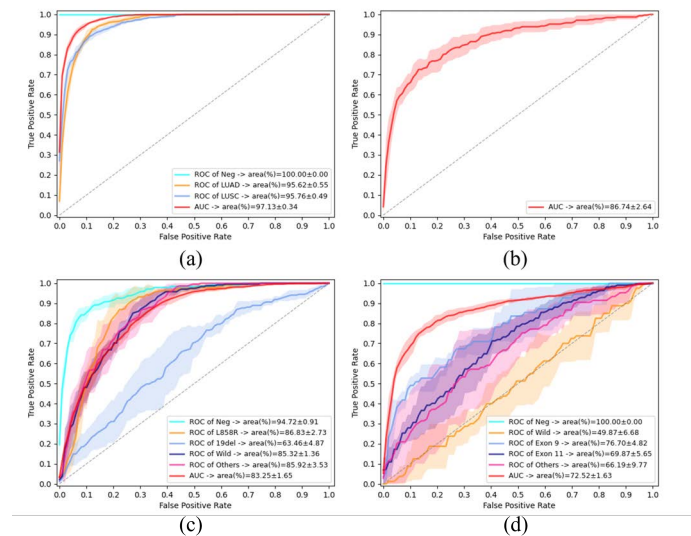 1.0
0.9
0.8
0.7
0.6
0.5
0.4
0.3
0.2
0.1
0.0
True Positive Rate
ROC of Neg -> area(%)=100.00±0.00
ROC of LUAD -> area(%)=95.62±0.55
ROC of LUSC -> area(%)=95.76±0.49
AUC -> area(%)=97.13±0.34
0.0 0.1 0.2 0.3 0.4 0.5 0.6 0.7 0.8 0.9 1.0
False Positive Rate
(a)
1.0
0.9
0.8
0.7
0.6
0.5
0.4
0.3
0.2
0.1
0.0
True Positive Rate
AUC -> area(%)=86.74±2.64
0.0 0.1 0.2 0.3 0.4 0.5 0.6 0.7 0.8 0.9 1.0
False Positive Rate
(b)
1.0
0.9
0.8
0.7
0.6
0.5
0.4
0.3
0.2
0.1
0.0
True Positive Rate
ROC of Neg -> area(%)=94.72±0.91
ROC of L858R -> area(%)=86.83±2.73
ROC of 19del -> area(%)=63.46±4.87
ROC of Wild -> area(%)=85.32±1.36
ROC of Others -> area(%)=85.92±3.53
AUC -> area(%)=83.25±1.65
0.0 0.1 0.2 0.3 0.4 0.5 0.6 0.7 0.8 0.9 1.0
False Positive Rate
(c)
1.0
0.9
0.8
0.7
0.6
0.5
0.4
0.3
0.2
0.1
0.0
True Positive Rate
ROC of Neg -> area(%)=100.00±0.00
ROC of Wild -> area(%)=49.87±6.68
ROC of Exon 9 -> area(%)=76.70±4.82
ROC of Exon 11 -> area(%)=69.87±5.65
ROC of Others -> area(%)=66.19±9.77
AUC -> area(%)=72.52±1.63
0.0 0.1 0.2 0.3 0.4 0.5 0.6 0.7 0.8 0.9 1.0
False Positive Rate
(d)